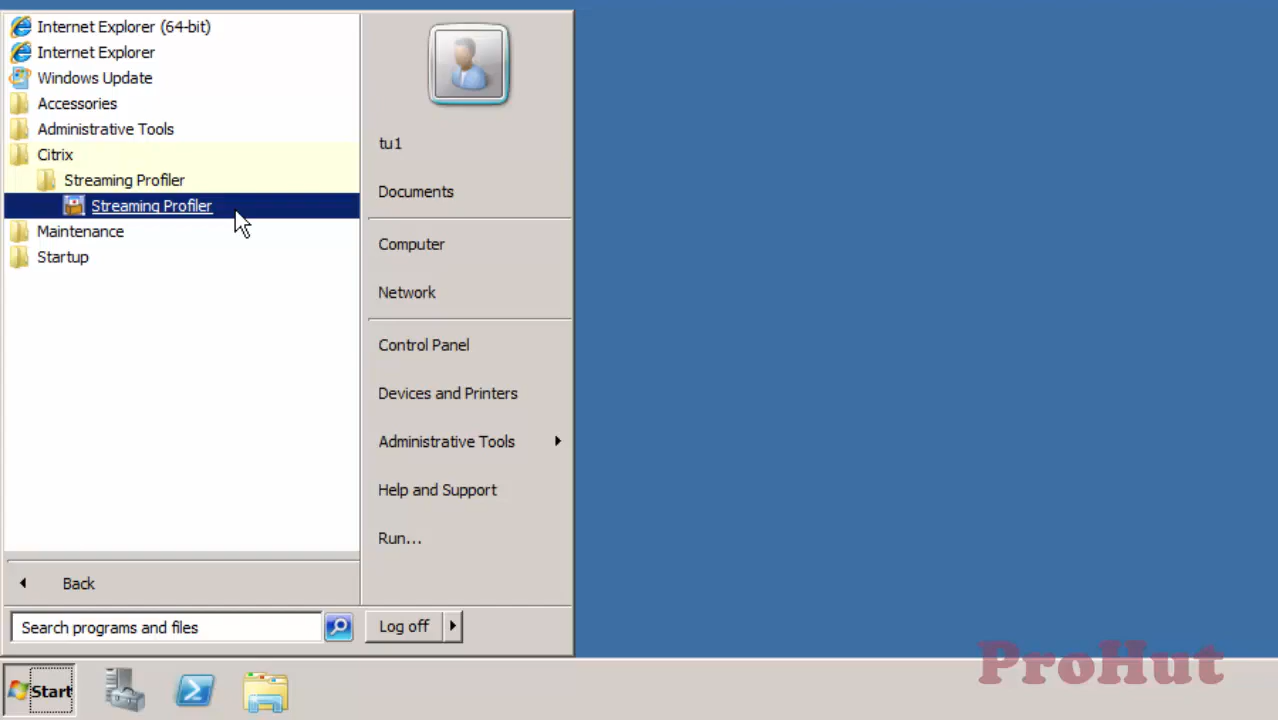 Internet Explorer (64-bit)
Internet Explorer
Windows Update
Accessories
Administrative Tools
Citrix
Streaming Profiler
Streaming Profiler
Maintenance
Startup
Back
Search programs and files
tu1
Documents
Computer
Network
Control Panel
Devices and Printers
Administrative Tools
Help and Support
Run...
Log off
Start
ProHut